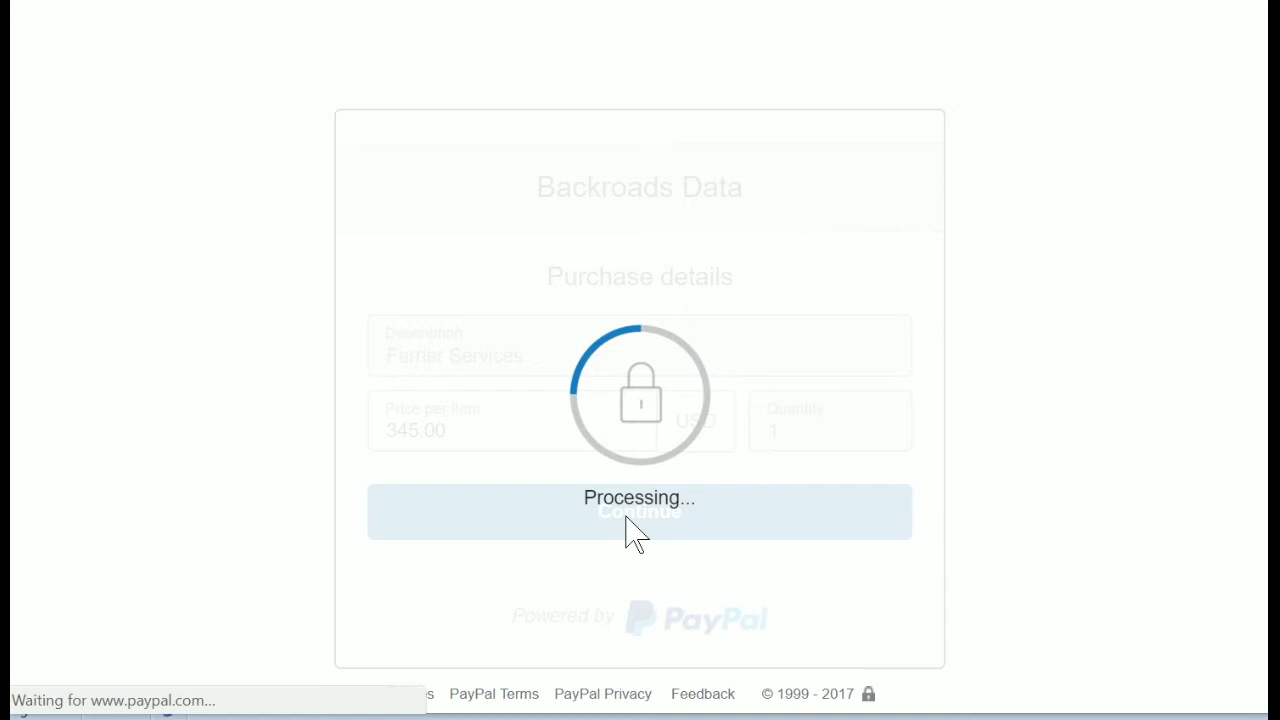 Backroads Data
Purchase details
Description
Farrier Services
Price per item
345.00
USD
Quantity
1
Processing...
Continue
Powered by PayPal
PayPal Terms PayPal Privacy Feedback © 1999 - 2017
Waiting for www.paypal.com...